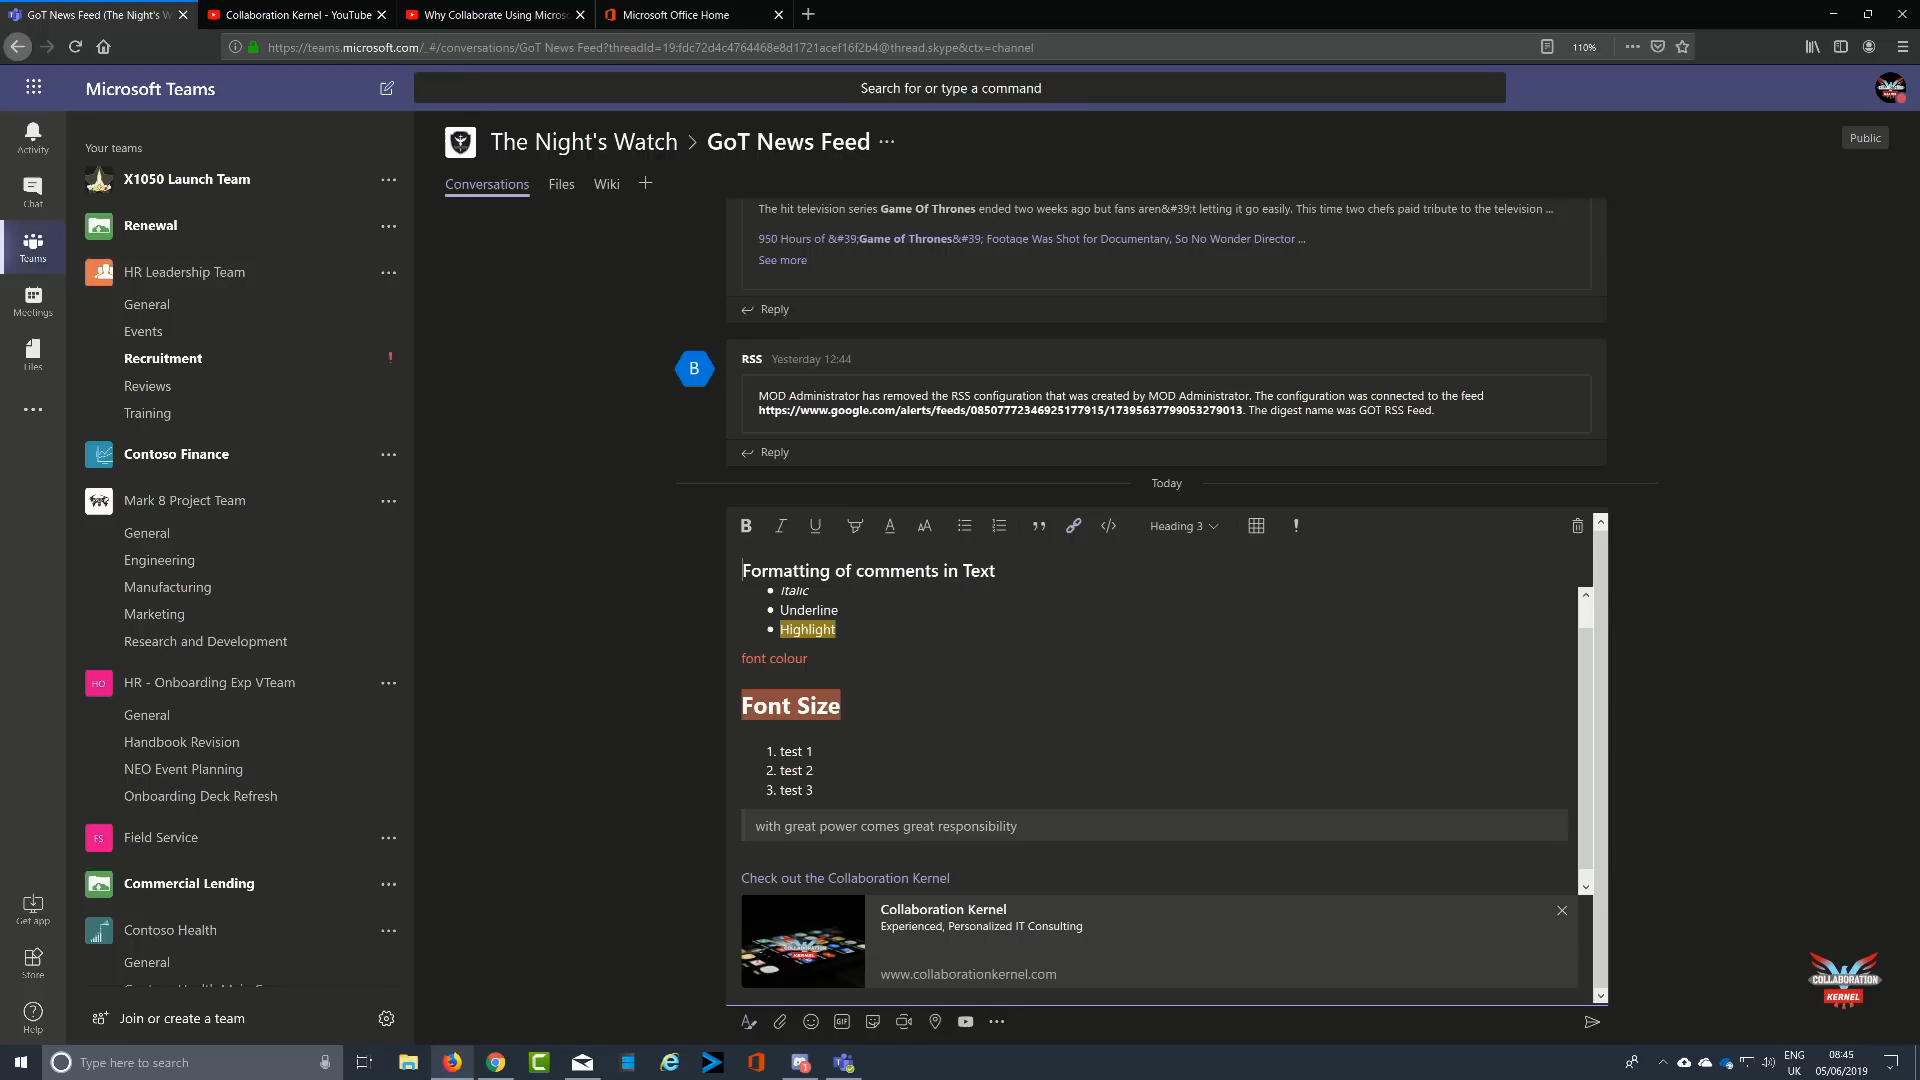 GoT News Feed (The Night's W
Collaboration Kernel - YouTube
Why Collaborate Using Micros
Microsoft Office Home
https://teams.microsoft.com/_#/conversations/GoT News Feed?threadId=19:fdc72d4c4764468e8d1721acef16f2b4@thread.skype&ctx=channel
110%
Microsoft Teams
Search for or type a command
Activity
Chat
Teams
Meetings
Files
Get app
Store
Help
Your teams
X1050 Launch Team
Renewal
HR Leadership Team
General
Events
Recruitment !
Reviews
Training
Contoso Finance
Mark 8 Project Team
General
Engineering
Manufacturing
Marketing
Research and Development
HO HR - Onboarding Exp VTeam
General
Handbook Revision
NEO Event Planning
Onboarding Deck Refresh
FS Field Service
Commercial Lending
Contoso Health
General
Join or create a team
The Night's Watch > GoT News Feed ...
Public
Conversations Files Wiki +
The hit television series Game Of Thrones ended two weeks ago but fans aren&#39;t letting it go easily. This time two chefs paid tribute to the television ...
950 Hours of &#39;Game of Thrones&#39; Footage Was Shot for Documentary, So No Wonder Director ...
See more
Reply
B
RSS Yesterday 12:44
MOD Administrator has removed the RSS configuration that was created by MOD Administrator. The configuration was connected to the feed
https://www.google.com/alerts/feeds/08507772346925177915/17395637799053279013. The digest name was GOT RSS Feed.
Reply
Today
B I U A AA Heading 3 !
Formatting of comments in Text
• Italic
• Underline
• Highlight
font colour
Font Size
1. test 1
2. test 2
3. test 3
with great power comes great responsibility
Check out the Collaboration Kernel
Collaboration Kernel
Experienced, Personalized IT Consulting
www.collaborationkernel.com
GIF
COLLABORATION
KERNEL
Type here to search
ENG
UK
08:45
05/06/2019